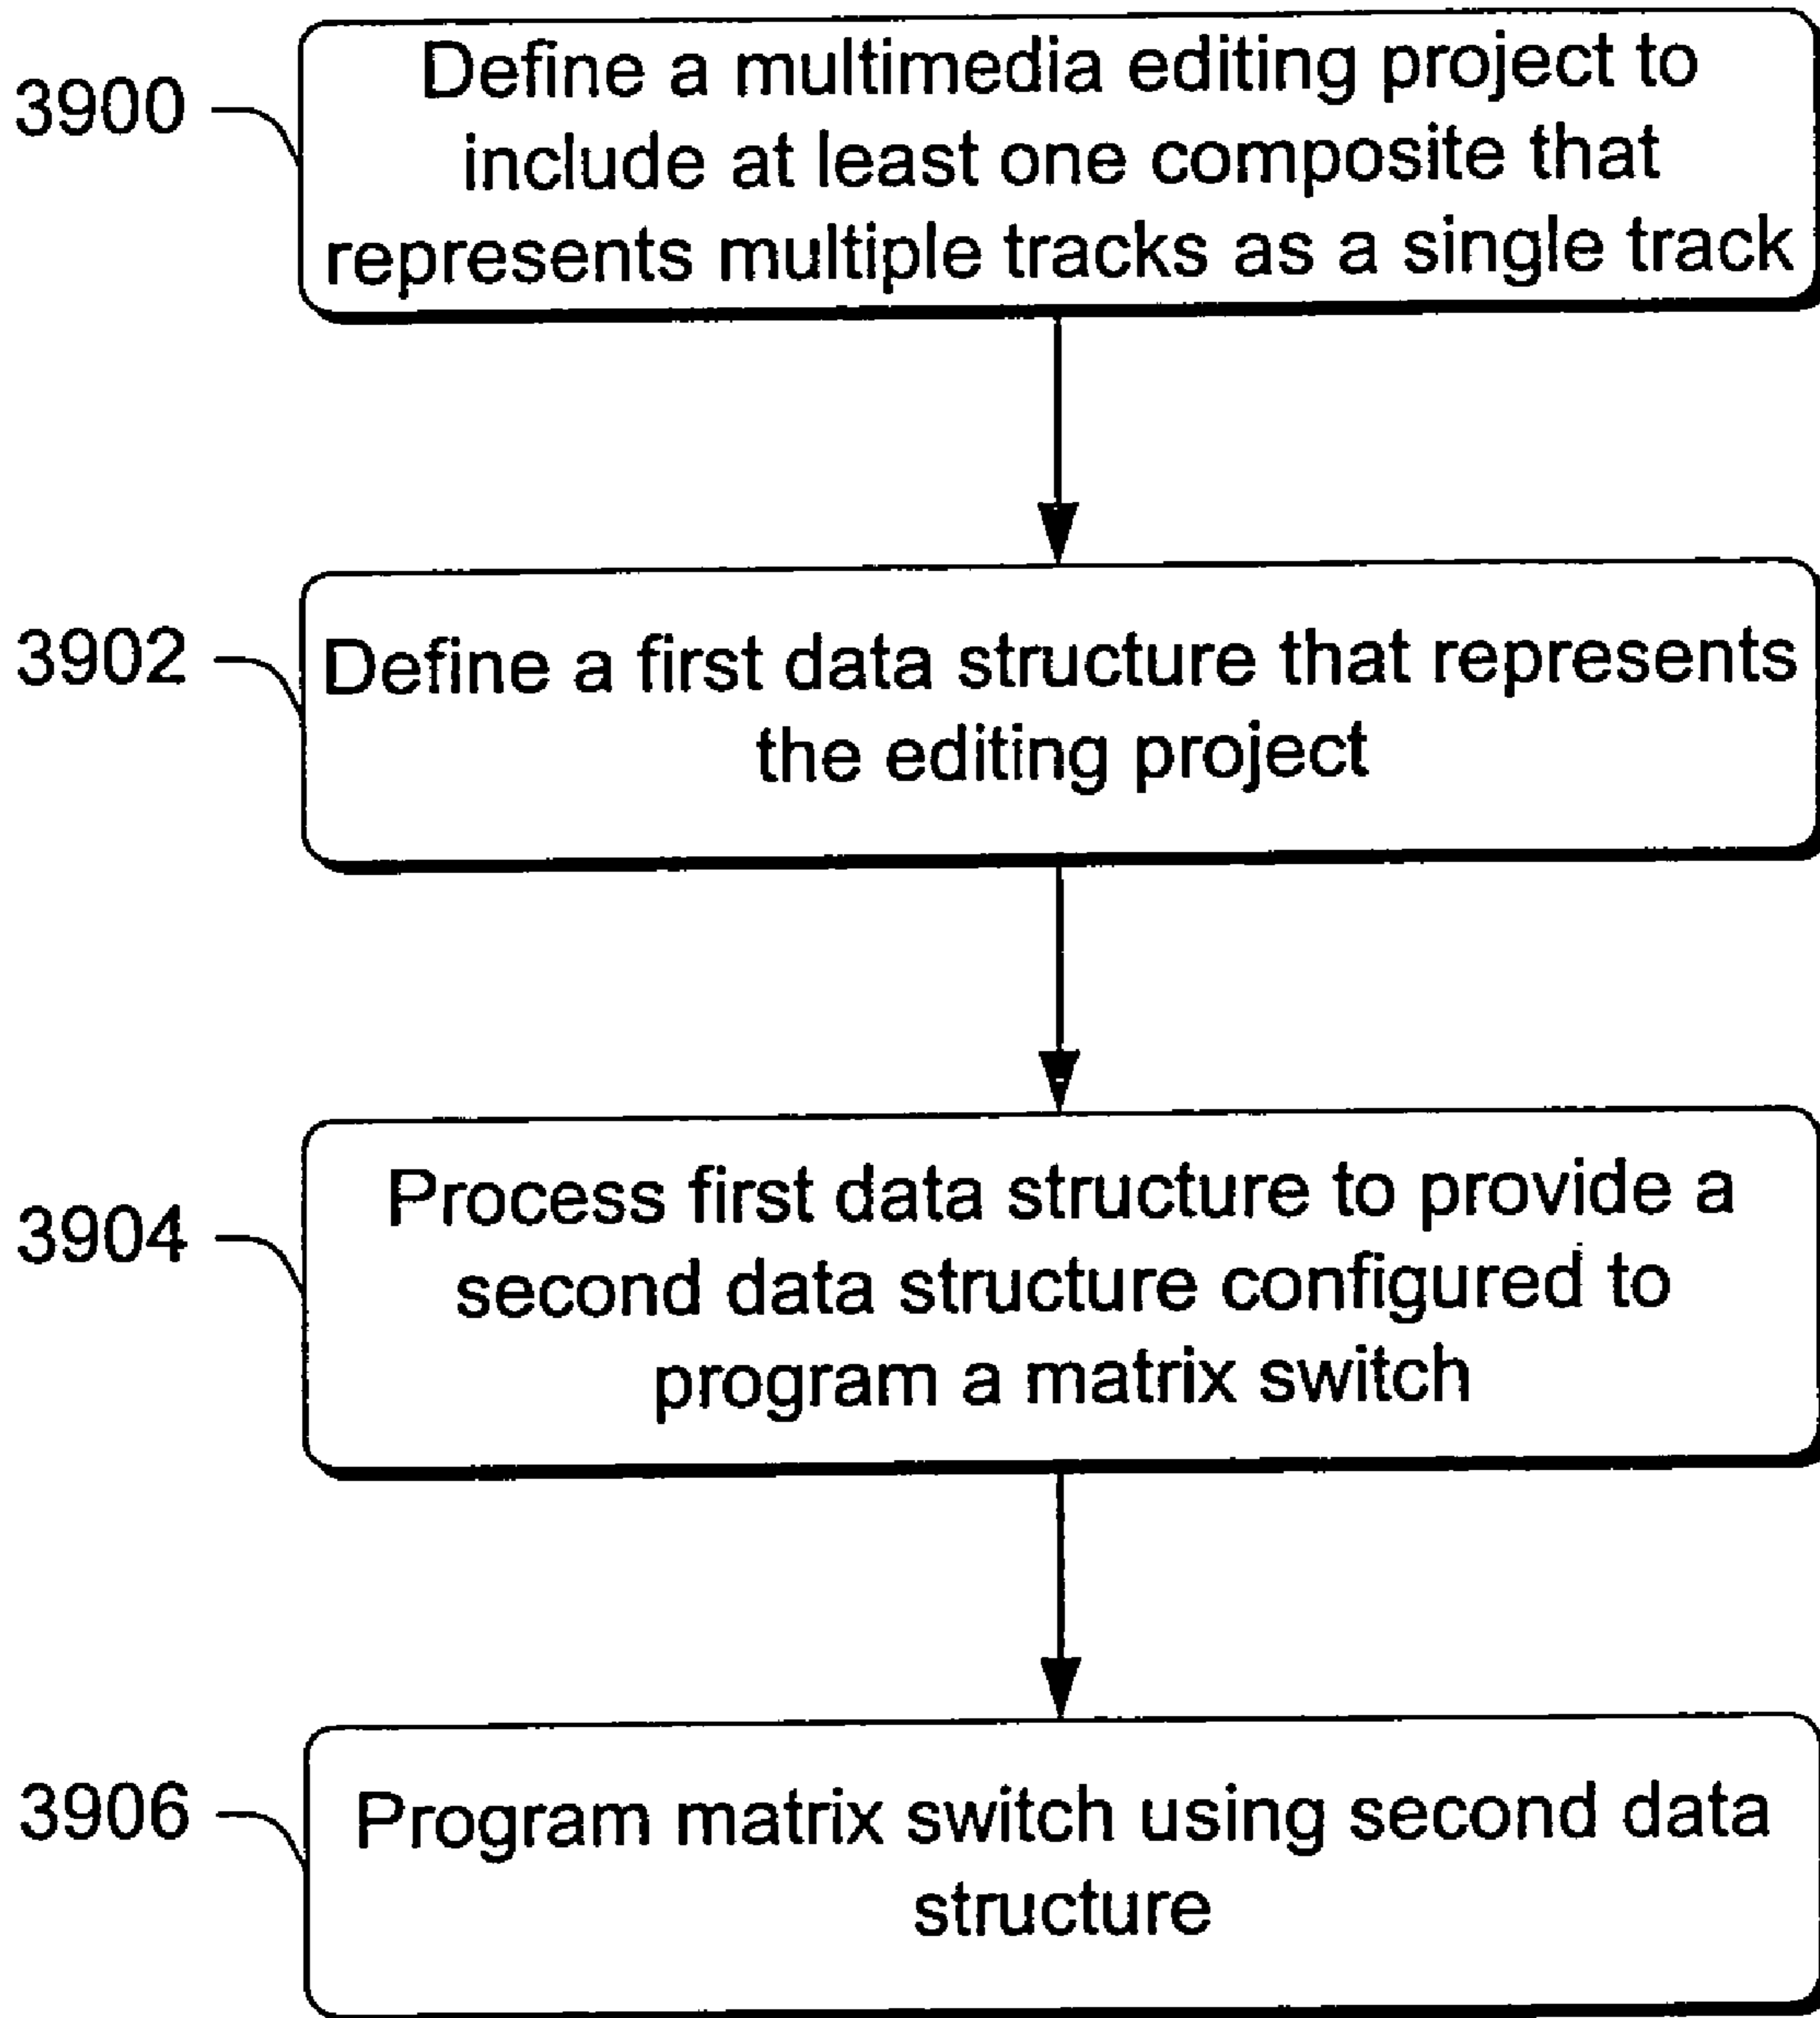 3900
Define a multimedia editing project to
include at least one composite that
represents multiple tracks as a single track
3902
Define a first data structure that represents
the editing project
3904
Process first data structure to provide a
second data structure configured to
program a matrix switch
3906
Program matrix switch using second data
structure